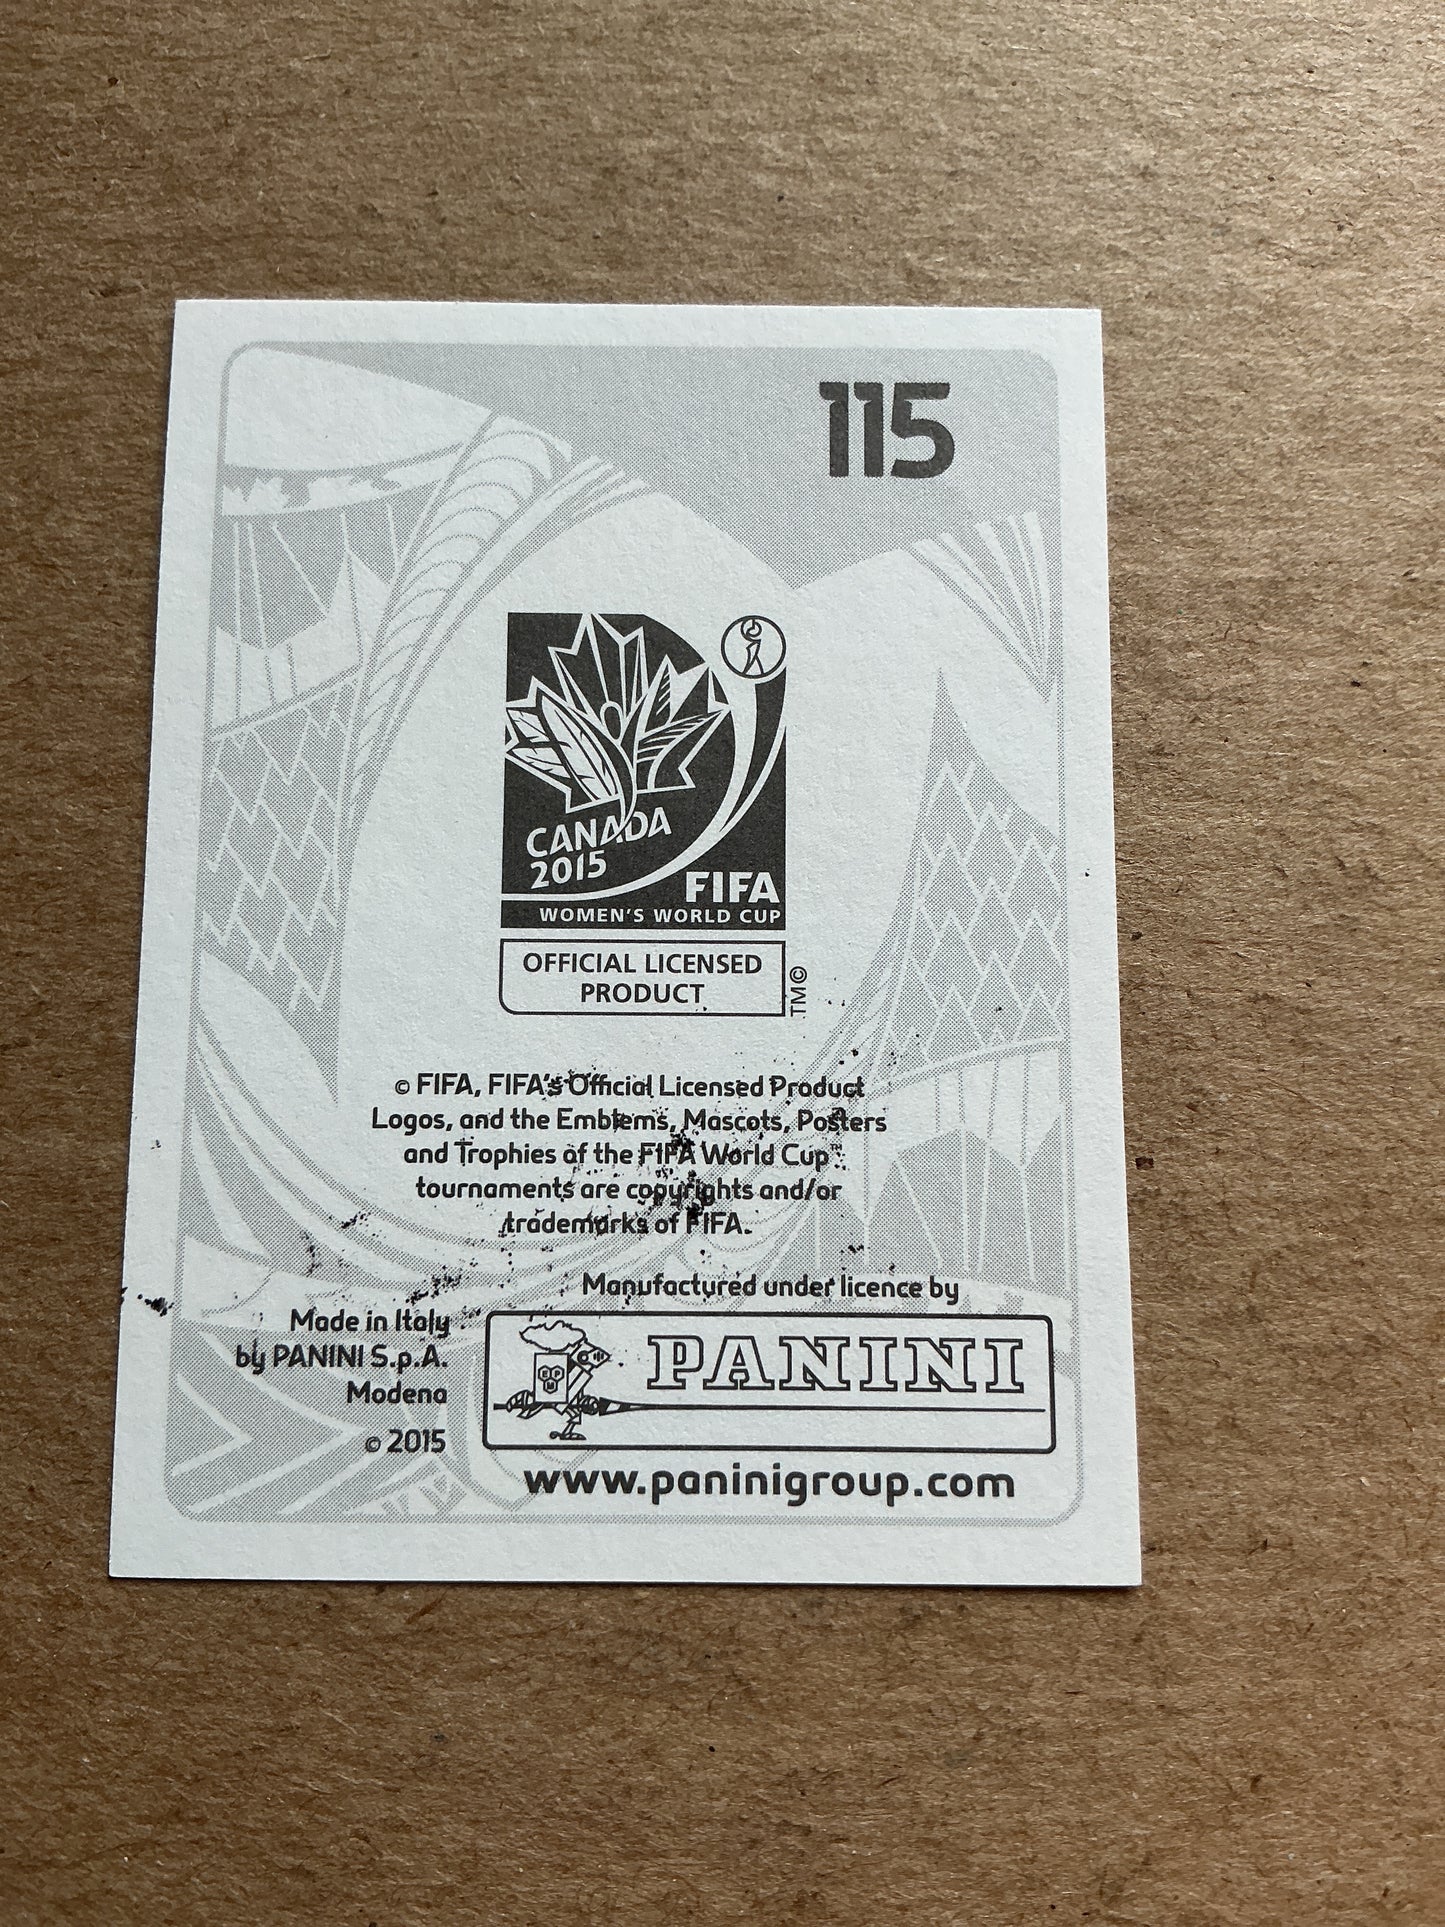 115
CANADA
2015
FIFA
WOMEN'S WORLD CUP
OFFICIAL LICENSED
PRODUCT
TM©
© FIFA, FIFA's Official Licensed Product
Logos, and the Emblems, Mascots, Posters
and Trophies of the FIFA World Cup™
tournaments are copyrights and/or
trademarks of FIFA.
Manufactured under licence by
Made in Italy
by PANINI S.p.A.
Modena
© 2015
PANINI
www.paninigroup.com